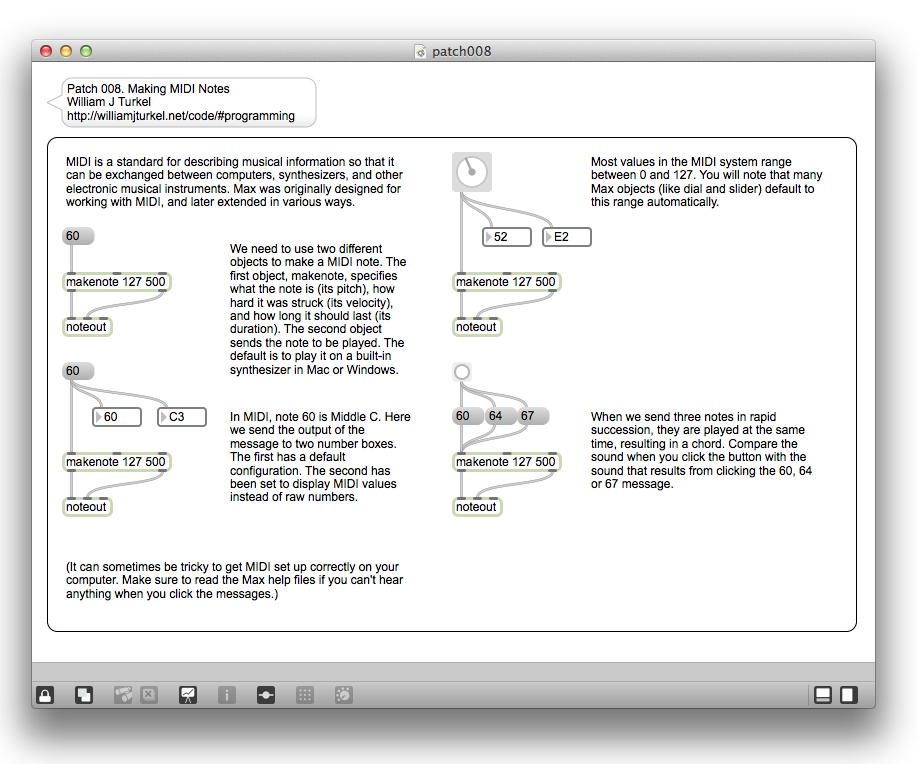 patch008
Patch 008. Making MIDI Notes
William J Turkel
http://williamjturkel.net/code/#programming
MIDI is a standard for describing musical information so that it
can be exchanged between computers, synthesizers, and other
electronic musical instruments. Max was originally designed for
working with MIDI, and later extended in various ways.
60
makenote 127 500
noteout
We need to use two different
objects to make a MIDI note. The
first object, makenote, specifies
what the note is (its pitch), how
hard it was struck (its velocity),
and how long it should last (its
duration). The second object
sends the note to be played. The
default is to play it on a built-in
synthesizer in Mac or Windows.
60
60 C3
makenote 127 500
noteout
In MIDI, note 60 is Middle C. Here
we send the output of the
message to two number boxes.
The first has a default
configuration. The second has
been set to display MIDI values
instead of raw numbers.
(It can sometimes be tricky to get MIDI set up correctly on your
computer. Make sure to read the Max help files if you can't hear
anything when you click the messages.)
52 E2
makenote 127 500
noteout
Most values in the MIDI system range
between 0 and 127. You will note that many
Max objects (like dial and slider) default to
this range automatically.
60 64 67
makenote 127 500
noteout
When we send three notes in rapid
succession, they are played at the same
time, resulting in a chord. Compare the
sound when you click the button with the
sound that results from clicking the 60, 64
or 67 message.